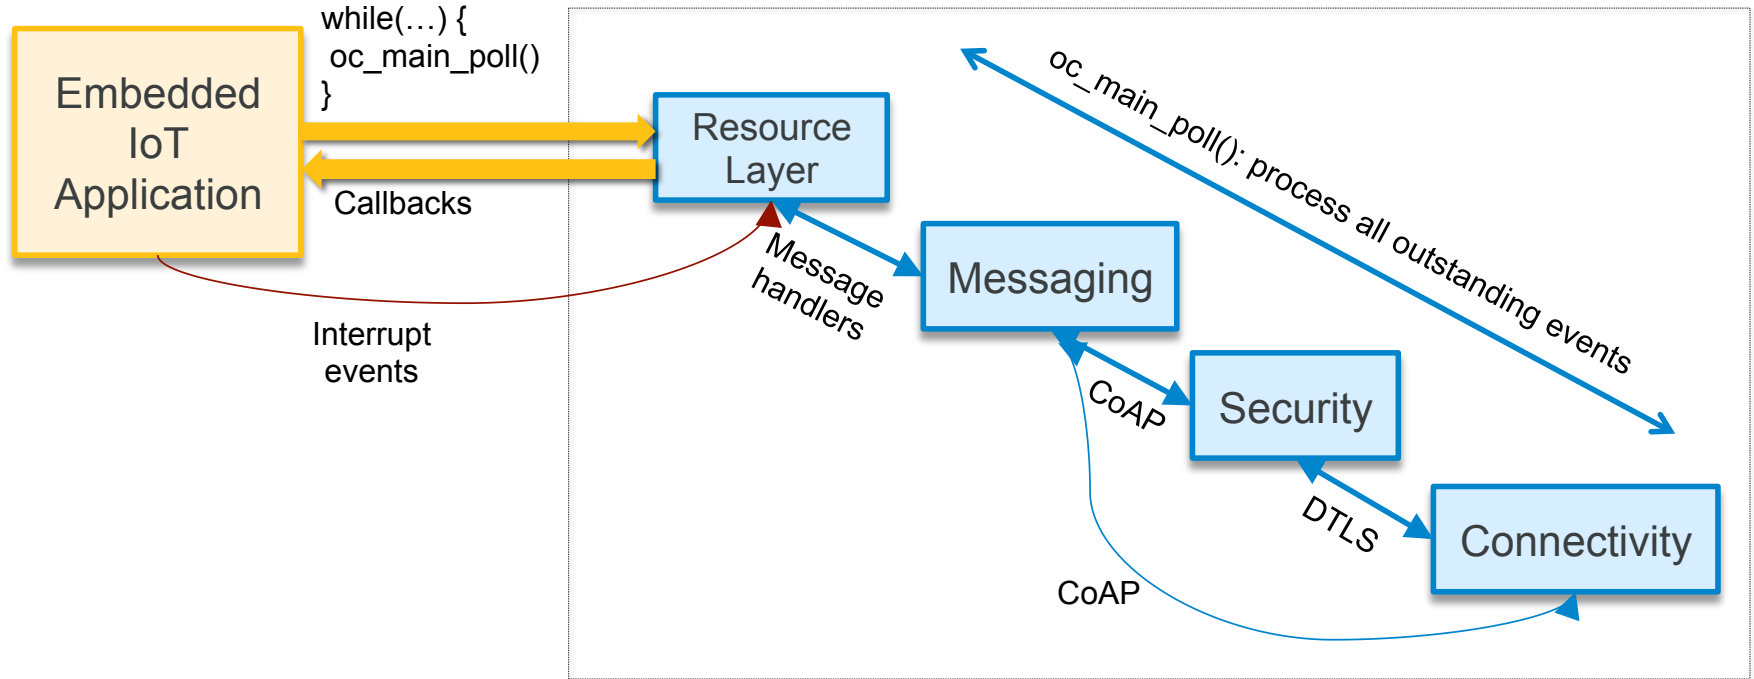 while(…) {
oc_main_poll()
}
Embedded
IoT
Application
Callbacks
Interrupt
events
Resource
Layer
Message
handlers
Messaging
CoAP
Security
DTLS
Connectivity
CoAP
oc_main_poll(): process all outstanding events